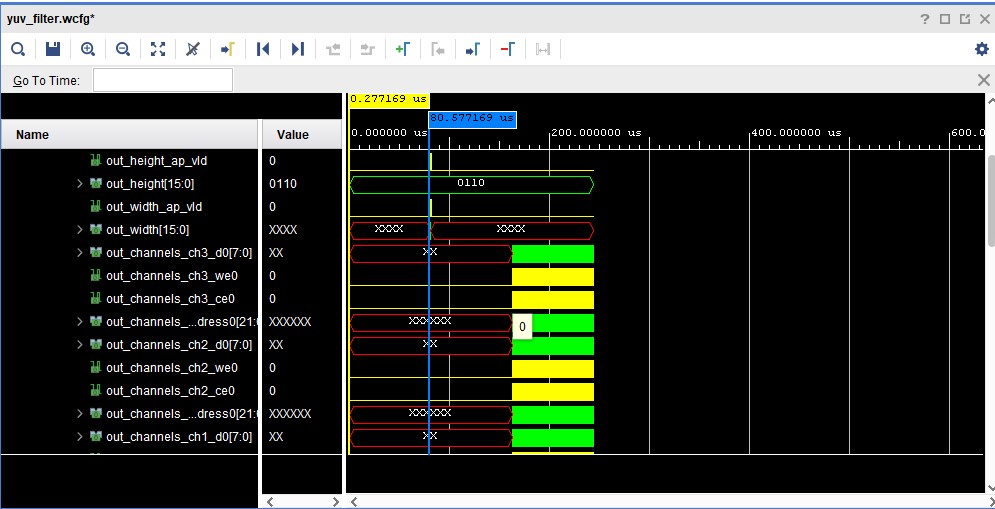 yuv_filter.wcfg*
Go To Time:
Name Value
0.277169 us
80.577169 us
0.000000 us 200.000000 us 400.000000 us 600.0
out_height_ap_vld 0
out_height[15:0] 0110 0110
out_width_ap_vld 0
out_width[15:0] XXXX XXXX XXXX
out_channels_ch3_d0[7:0] XX XX
out_channels_ch3_we0 0
out_channels_ch3_ce0 0
out_channels_...dress0[21:0 XXXXXX XXXXXX
0
out_channels_ch2_d0[7:0] XX XX
out_channels_ch2_we0 0
out_channels_ch2_ce0 0
out_channels_...dress0[21:0 XXXXXX XXXXXX
out_channels_ch1_d0[7:0] XX XX